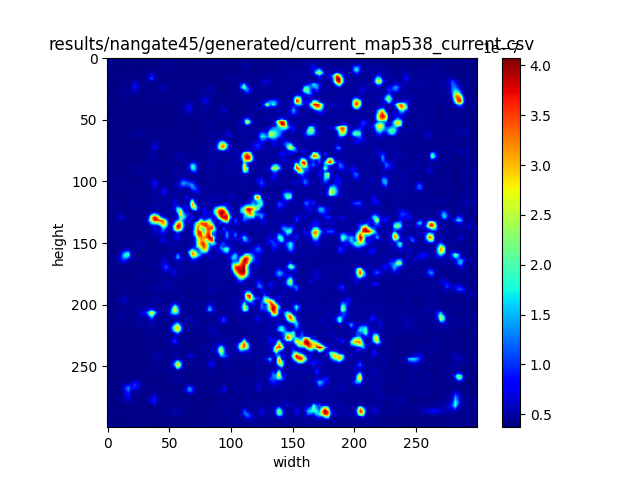 results/nangate45/generated/current_map538_current.csv
1e−7
0
50
100
150
200
250
height
0 50 100 150 200 250
width
4.0
3.5
3.0
2.5
2.0
1.5
1.0
0.5